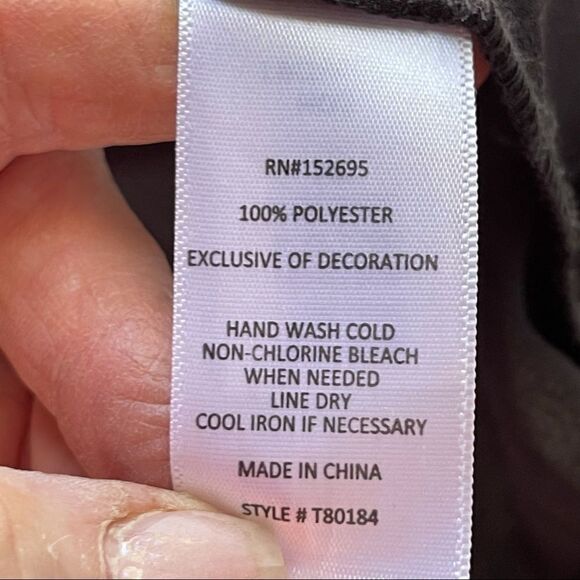 RN#152695
100% POLYESTER
EXCLUSIVE OF DECORATION
HAND WASH COLD
NON-CHLORINE BLEACH
WHEN NEEDED
LINE DRY
COOL IRON IF NECESSARY
MADE IN CHINA
STYLE # T80184